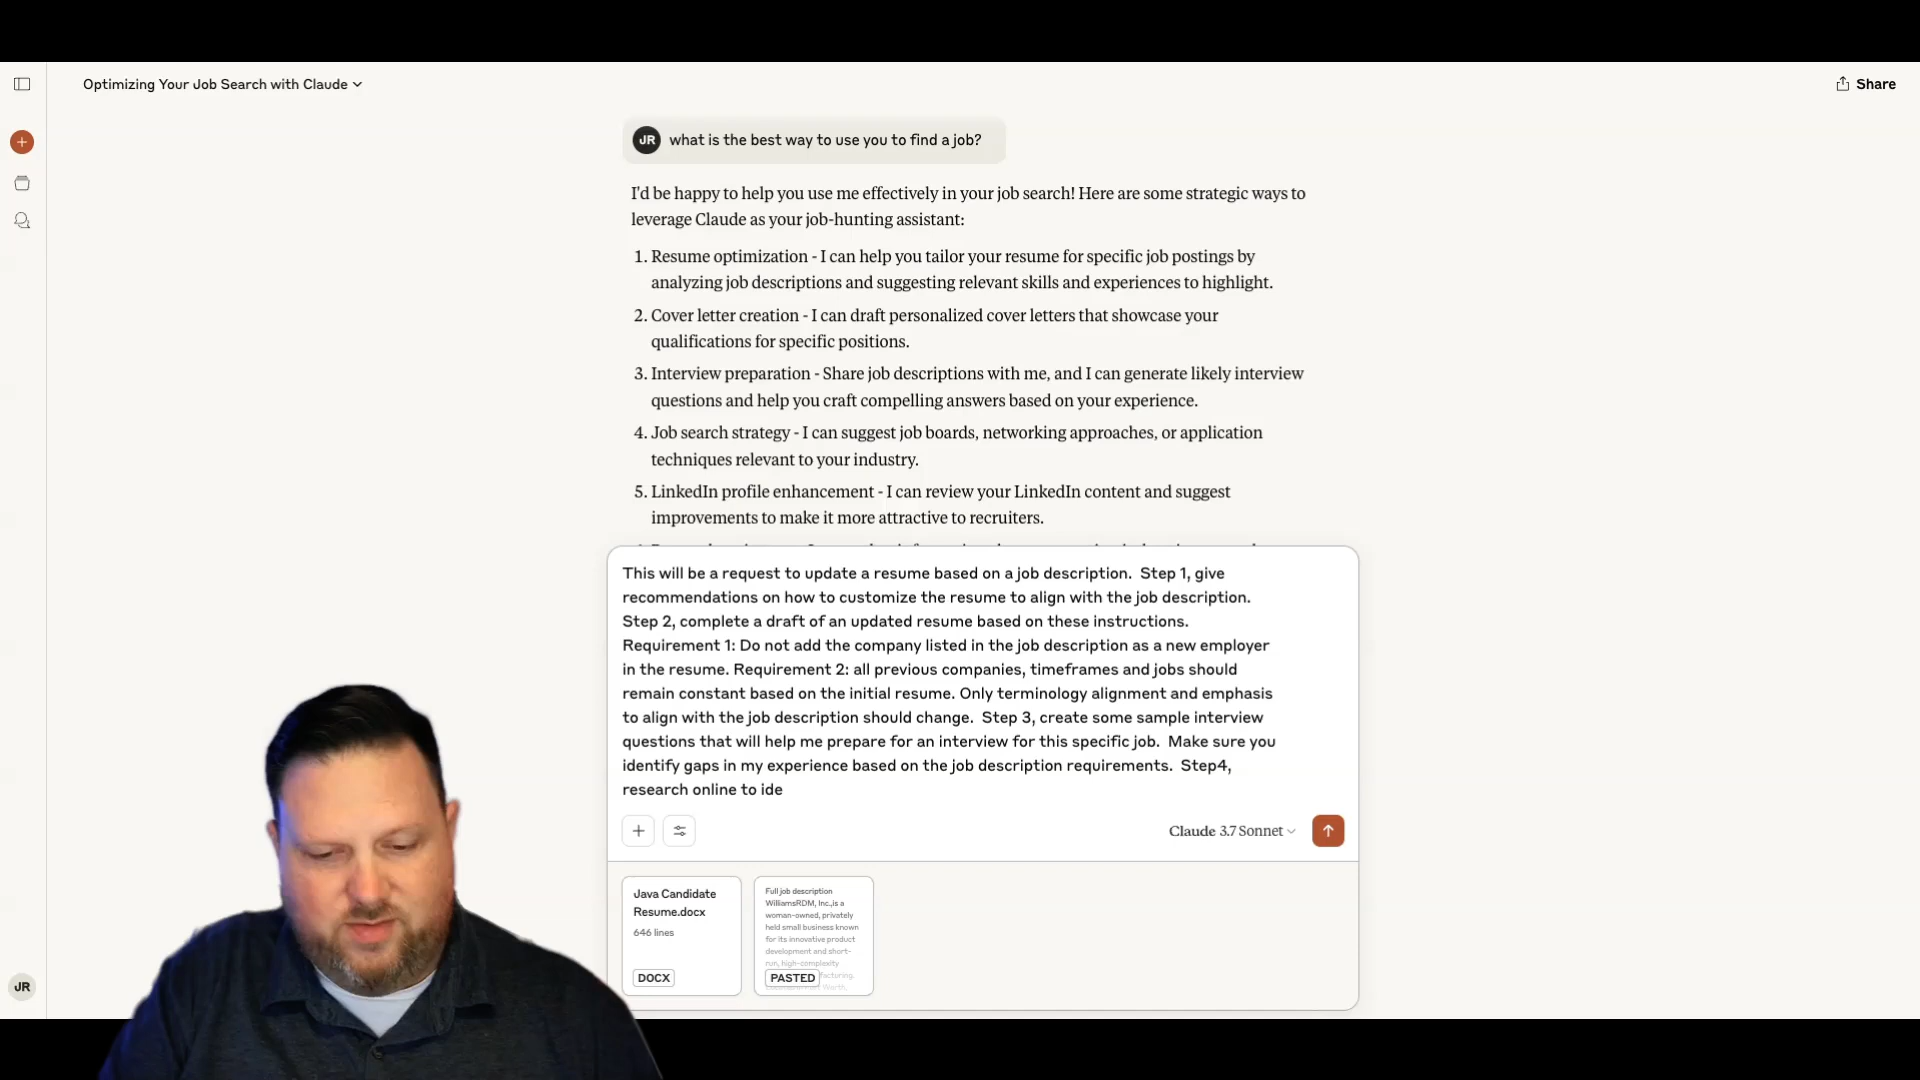 Optimizing Your Job Search with Claude
Share
JR what is the best way to use you to find a job?
I'd be happy to help you use me effectively in your job search! Here are some strategic ways to
leverage Claude as your job-hunting assistant:
1. Resume optimization - I can help you tailor your resume for specific job postings by
analyzing job descriptions and suggesting relevant skills and experiences to highlight.
2. Cover letter creation - I can draft personalized cover letters that showcase your
qualifications for specific positions.
3. Interview preparation - Share job descriptions with me, and I can generate likely interview
questions and help you craft compelling answers based on your experience.
4. Job search strategy - I can suggest job boards, networking approaches, or application
techniques relevant to your industry.
5. LinkedIn profile enhancement - I can review your LinkedIn content and suggest
improvements to make it more attractive to recruiters.
This will be a request to update a resume based on a job description.  Step 1, give
recommendations on how to customize the resume to align with the job description.
Step 2, complete a draft of an updated resume based on these instructions.
Requirement 1: Do not add the company listed in the job description as a new employer
in the resume. Requirement 2: all previous companies, timeframes and jobs should
remain constant based on the initial resume. Only terminology alignment and emphasis
to align with the job description should change.  Step 3, create some sample interview
questions that will help me prepare for an interview for this specific job.  Make sure you
identify gaps in my experience based on the job description requirements.  Step4,
research online to ide
Claude 3.7 Sonnet
Java Candidate
Resume.docx
646 lines
DOCX
Full job description
WilliamsRDM, Inc.,is a
woman-owned, privately
held small business known
for its innovative product
development and short-
run, high-complexity
facturing.
Worth,
PASTED
JR